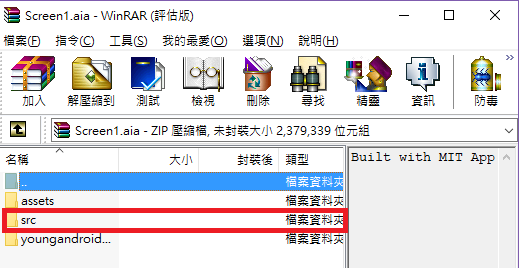 Screen1.aia - WinRAR (評估版)
檔案(F) 指令(C) 工具(S) 我的最愛(O) 選項(N) 說明(H)
加入 解壓縮到 測試 檢視 刪除 尋找 精靈 資訊 防毒
Screen1.aia - ZIP 壓縮檔, 未封裝大小 2,379,339 位元組
名稱 大小 封裝後 類型
.. 檔案資料夾
assets 檔案資料夾
src 檔案資料夾
youngandroid... 檔案資料夾
Built with MIT App